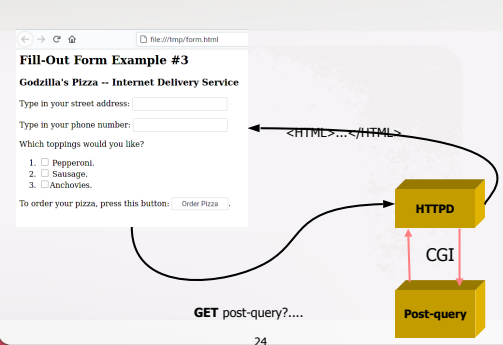 file:///tmp/form.html
Fill-Out Form Example #3
Godzilla's Pizza -- Internet Delivery Service
Type in your street address:
Type in your phone number:
Which toppings would you like?
1. Pepperoni.
2. Sausage.
3. Anchovies.
To order your pizza, press this button: Order Pizza .
<HTML>...</HTML>
HTTPD
CGI
Post-query
GET post-query?....
24